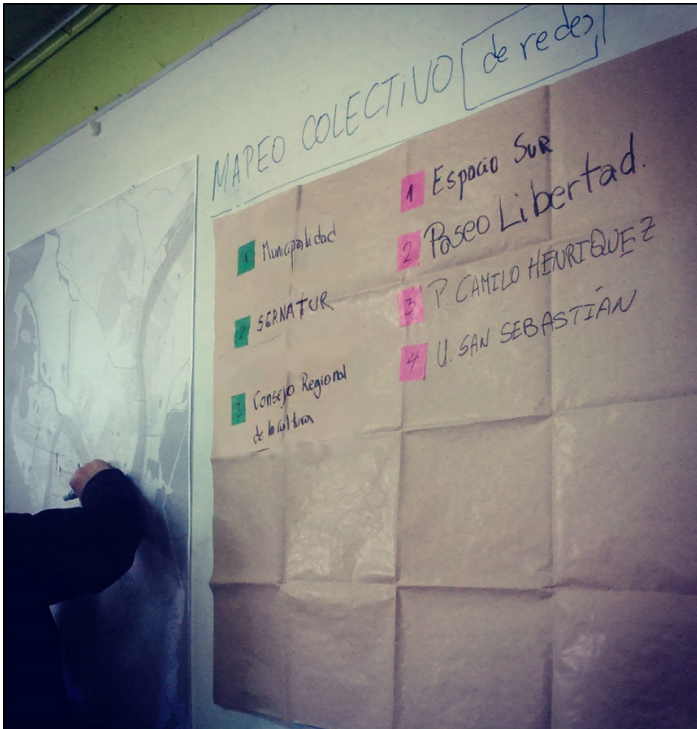 MAPEO COLECTIVO de redes
1 Municipalidad
2 SERNATUR
3 Consejo Regional
de la cultura
1 Espacio Sur
2 Paseo Libertad.
3 P. CAMILO HENRIQUEZ
4 U. SAN SEBASTIÁN